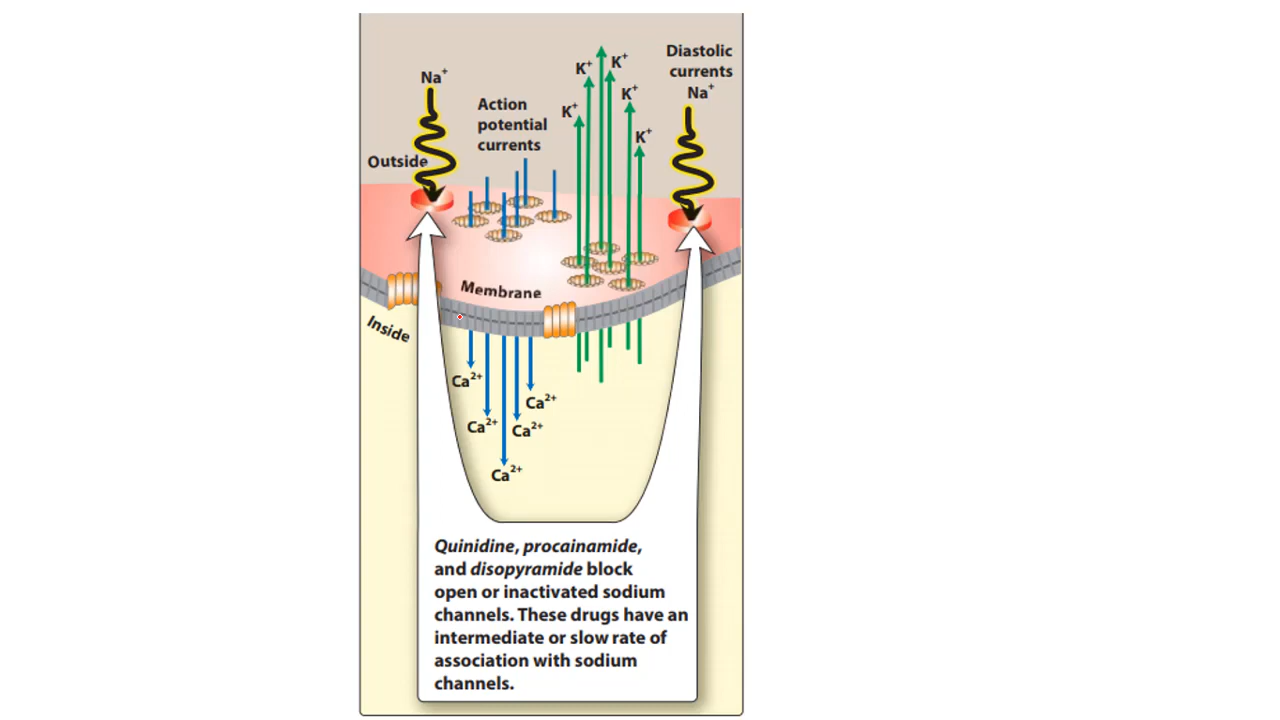 Diastolic
currents
Na+
Na+
Action
potential
currents
K+
K+
K+
K+
K+
Outside
Membrane
Inside
Ca2+
Ca2+
Ca2+
Ca2+
Ca2+
Quinidine, procainamide,
and disopyramide block
open or inactivated sodium
channels. These drugs have an
intermediate or slow rate of
association with sodium
channels.